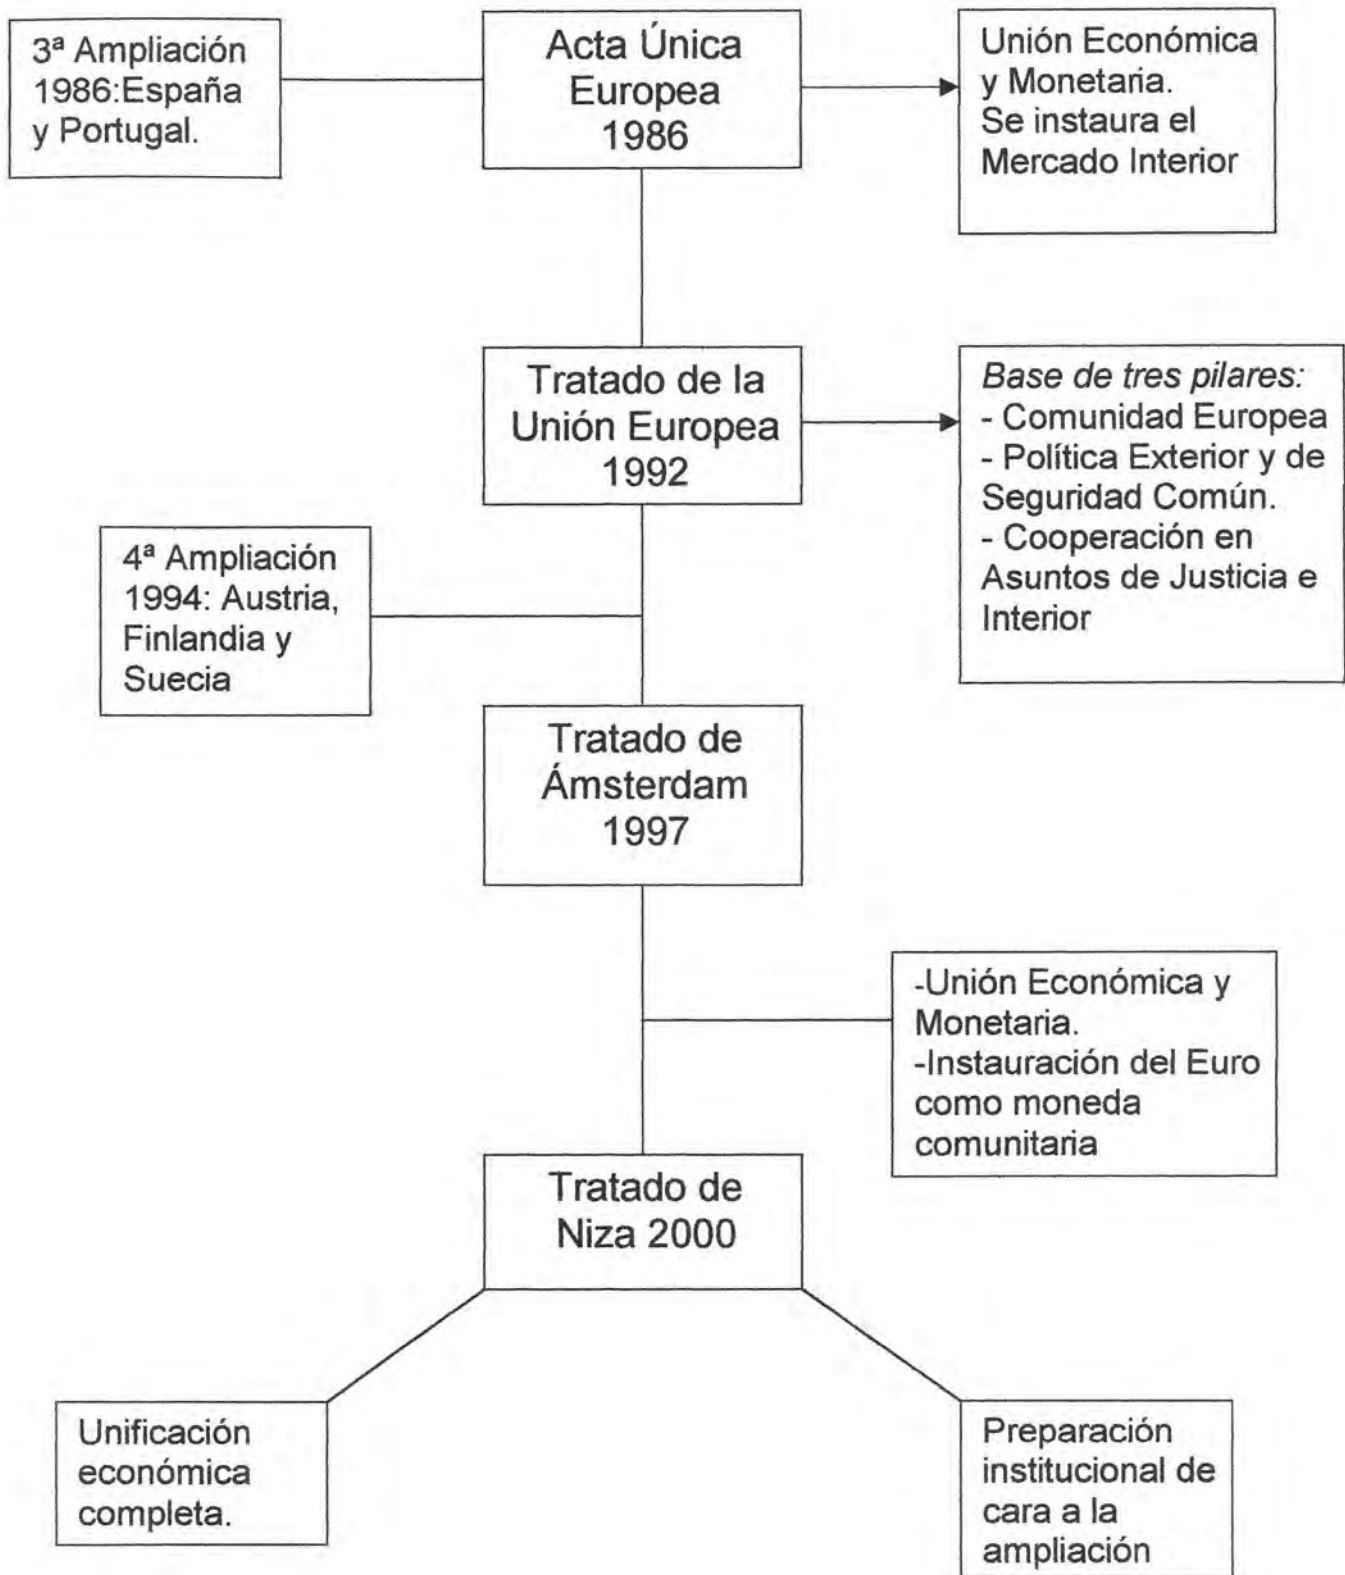 3ª Ampliación
1986:España
y Portugal.
Acta Única
Europea
1986
Unión Económica
y Monetaria.
Se instaura el
Mercado Interior
Tratado de la
Unión Europea
1992
Base de tres pilares:
- Comunidad Europea
- Política Exterior y de
Seguridad Común.
- Cooperación en
Asuntos de Justicia e
Interior
4ª Ampliación
1994: Austria,
Finlandia y
Suecia
Tratado de
Ámsterdam
1997
-Unión Económica y
Monetaria.
-Instauración del Euro
como moneda
comunitaria
Tratado de
Niza 2000
Unificación
económica
completa.
Preparación
institucional de
cara a la
ampliación